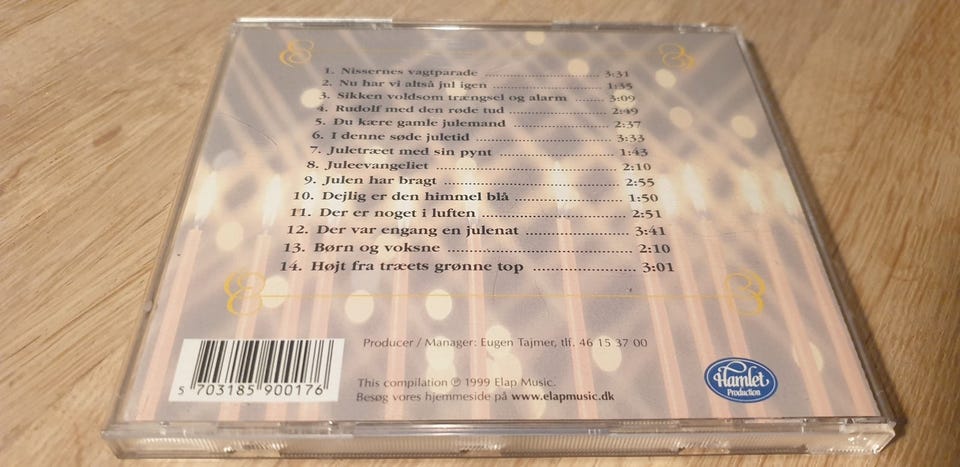 1. Nissernes vagtparade ........ 3:31
2. Nu har vi altså jul igen ........ 1:35
3. Sikken voldsom trængsel og alarm ........ 3:09
4. Rudolf med den røde tud ........ 2:49
5. Du kære gamle julemand ........ 2:37
6. I denne søde juletid ........ 3:33
7. Juletræet med sin pynt ........ 1:43
8. Juleevangeliet ........ 2:10
9. Julen har bragt ........ 2:55
10. Dejlig er den himmel blå ........ 1:50
11. Der er noget i luften ........ 2:51
12. Der var engang en julenat ........ 3:41
13. Børn og voksne ........ 2:10
14. Højt fra træets grønne top ........ 3:01
Producer / Manager: Eugen Tajmer, tlf. 46 15 37 00
This compilation ℗ 1999 Elap Music.
Besøg vores hjemmeside på www.elapmusic.dk
5 703185 900176
Hamlet
Production